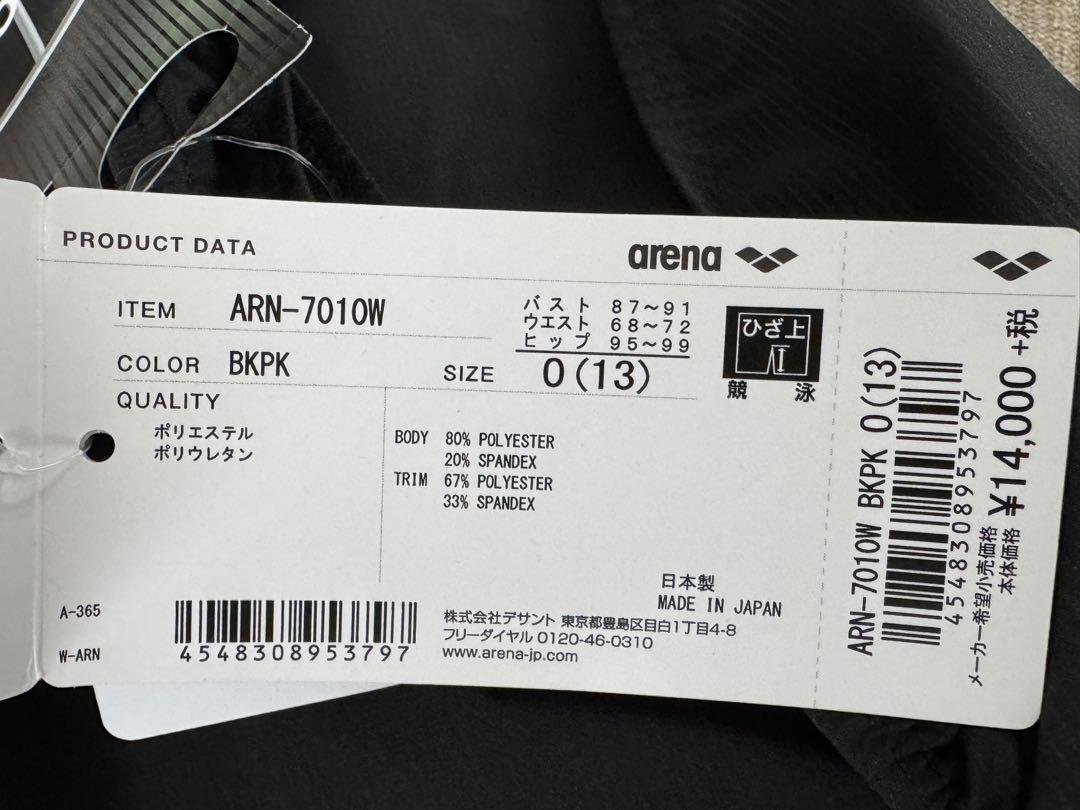 PRODUCT DATA
arena
ITEM ARN-7010W
バスト 87～91
ウエスト 68～72
ヒップ 95～99
COLOR BKPK
SIZE 0(13)
ひざ上
競泳
QUALITY
ポリエステル
ポリウレタン
BODY 80% POLYESTER
20% SPANDEX
TRIM 67% POLYESTER
33% SPANDEX
日本製
MADE IN JAPAN
A-365
W-ARN
4548308953797
株式会社デサント 東京都豊島区目白1丁目4-8
フリーダイヤル 0120-46-0310
www.arena-jp.com
ARN-7010W BKPK 0(13)
4548308953797
メーカー希望小売価格
本体価格
¥14,000+税